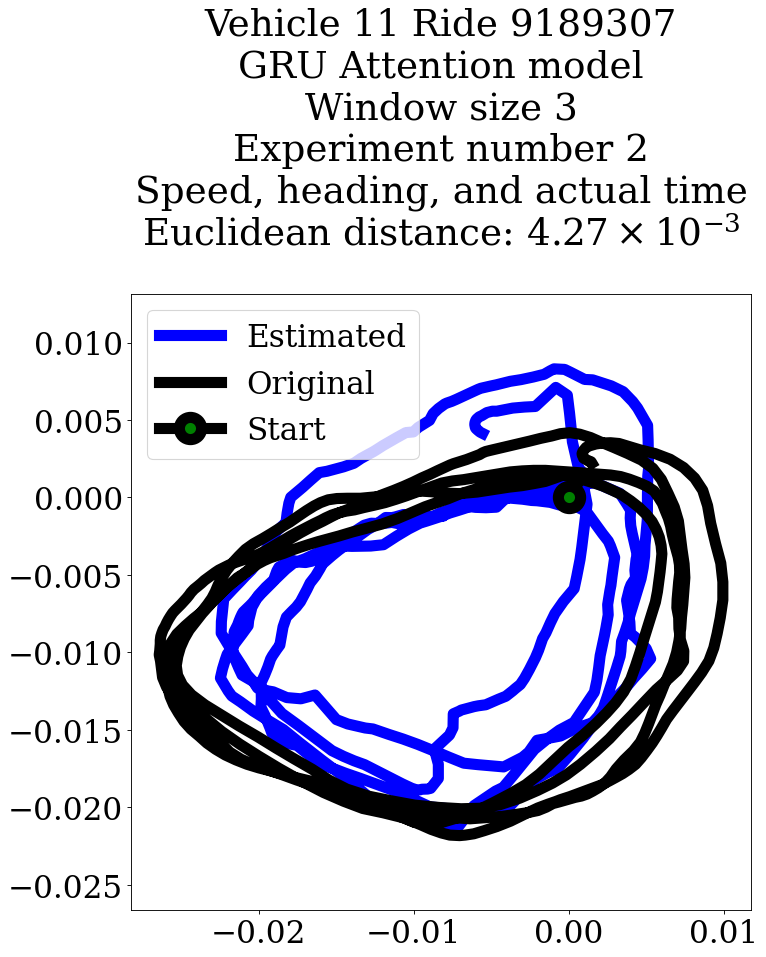 Vehicle 11 Ride 9189307
GRU Attention model
Window size 3
Experiment number 2
Speed, heading, and actual time
Euclidean distance: 4.27 × 10⁻³
Estimated
Original
Start
0.010
0.005
0.000
−0.005
−0.010
−0.015
−0.020
−0.025
−0.02 −0.01 0.00 0.01